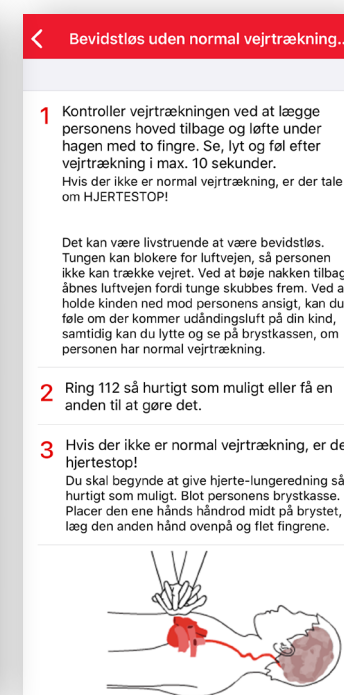 Bevidstløs uden normal vejrtrækning..
1 Kontroller vejrtrækningen ved at lægge
personens hoved tilbage og løfte under
hagen med to fingre. Se, lyt og føl efter
vejrtrækning i max. 10 sekunder.
Hvis der ikke er normal vejrtrækning, er der tale
om HJERTESTOP!
Det kan være livstruende at være bevidstløs.
Tungen kan blokere for luftvejen, så personen
ikke kan trække vejret. Ved at bøje nakken tilbag
åbnes luftvejen fordi tunge skubbes frem. Ved a
holde kinden ned mod personens ansigt, kan du
føle om der kommer udåndingsluft på din kind,
samtidig kan du lytte og se på brystkassen, om
personen har normal vejrtrækning.
2 Ring 112 så hurtigt som muligt eller få en
anden til at gøre det.
3 Hvis der ikke er normal vejrtrækning, er de
hjertestop!
Du skal begynde at give hjerte-lungeredning så
hurtigt som muligt. Blot personens brystkasse.
Placer den ene hånds håndrod midt på brystet,
læg den anden hånd ovenpå og flet fingrene.